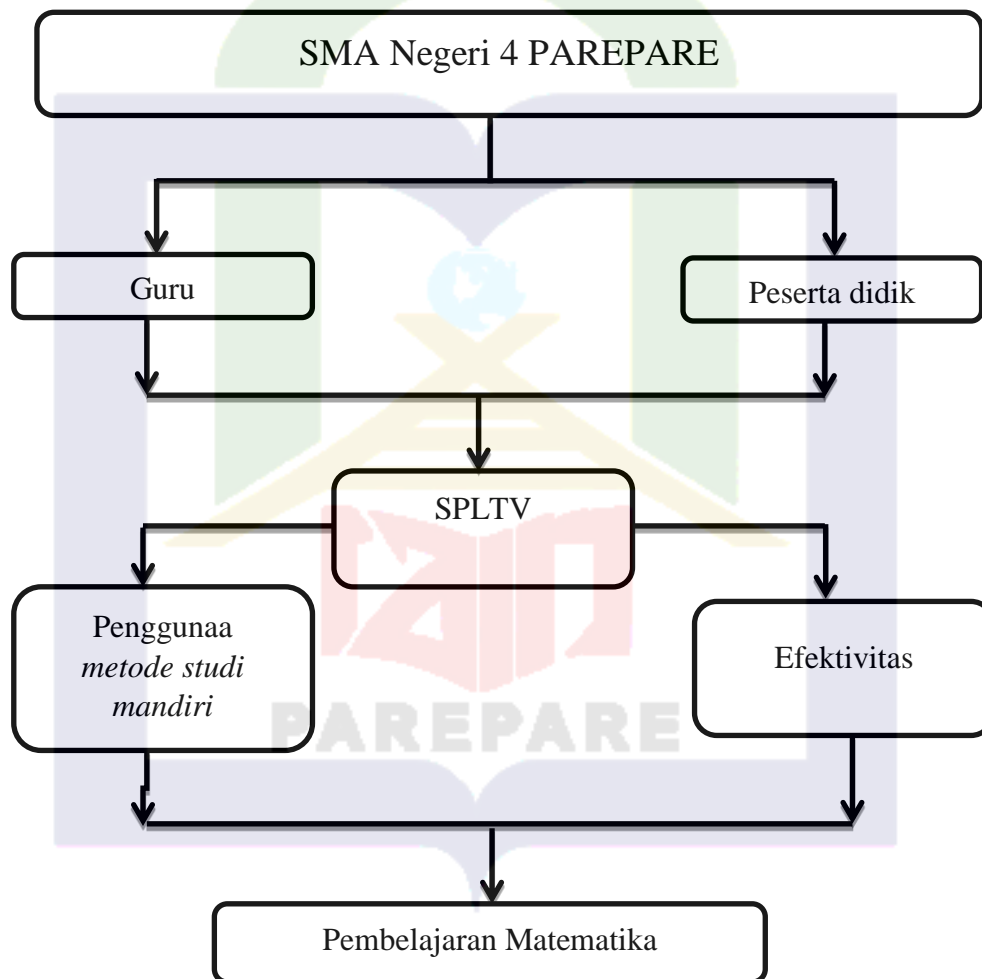 SMA Negeri 4 PAREPARE
Guru
Peserta didik
SPLTV
Penggunaa
metode studi
mandiri
Efektivitas
PAREPARE
Pembelajaran Matematika